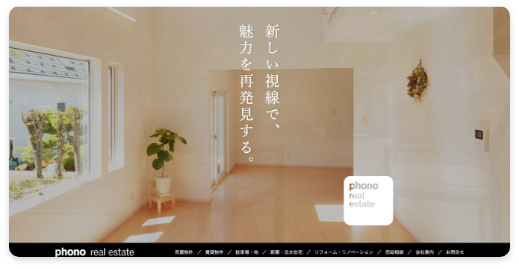 新しい視線で、
魅力を再発見する。
phono
real
estate
phono real estate
売買物件 ／ 賃貸物件 ／ 駐車場・他 ／ 新築・注文住宅 ／ リフォーム・リノベーション ／ 売却相談 ／ 会社案内 ／ お問合せ